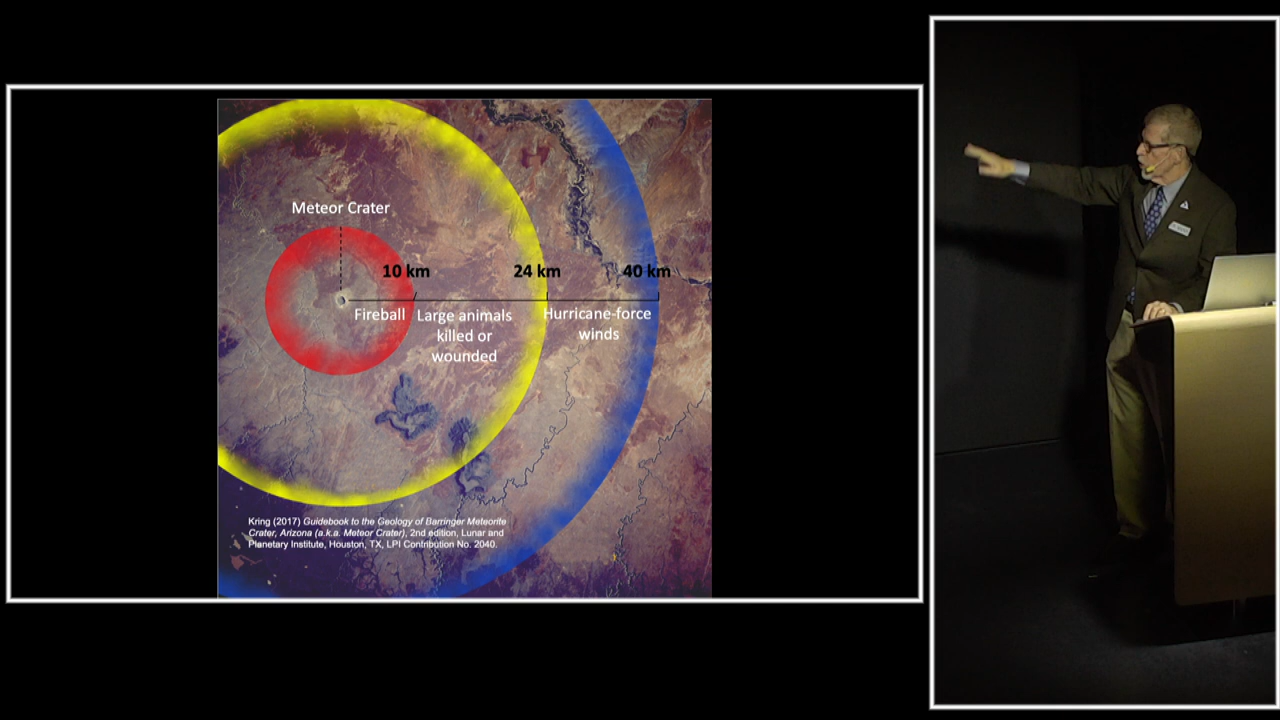 Meteor Crater
10 km
24 km
40 km
Fireball
Large animals
killed or
wounded
Hurricane-force
winds
Kring (2017) Guidebook to the Geology of Barringer Meteorite
Crater, Arizona (a.k.a. Meteor Crater), 2nd edition, Lunar and
Planetary Institute, Houston, TX, LPI Contribution No. 2040.